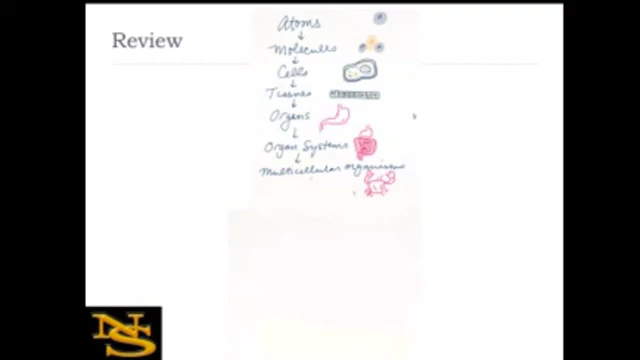 Review
Atoms
↓
Molecules
↓
Cells
↓
Tissues
↓
Organs
↓
Organ Systems
↓
Multicellular organisms
NS